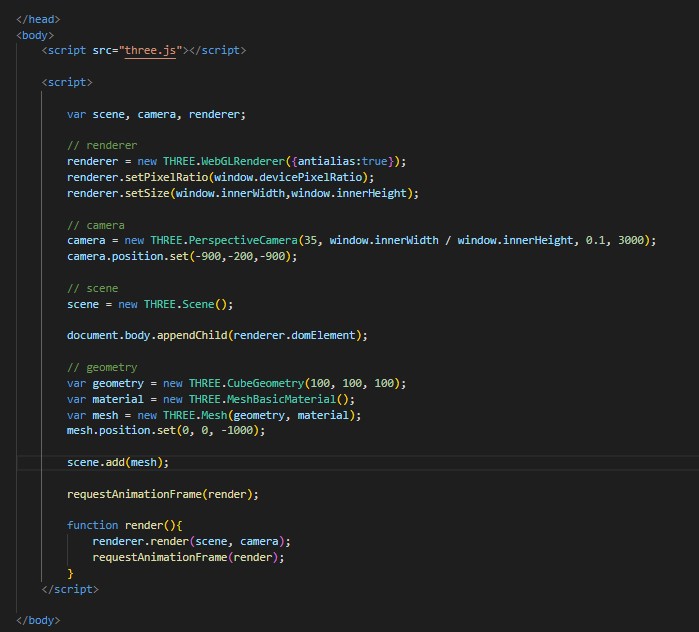 </head>
<body>
<script src="three.js"></script>
<script>
var scene, camera, renderer;
// renderer
renderer = new THREE.WebGLRenderer({antialias:true});
renderer.setPixelRatio(window.devicePixelRatio);
renderer.setSize(window.innerWidth,window.innerHeight);
// camera
camera = new THREE.PerspectiveCamera(35, window.innerWidth / window.innerHeight, 0.1, 3000);
camera.position.set(-900,-200,-900);
// scene
scene = new THREE.Scene();
document.body.appendChild(renderer.domElement);
// geometry
var geometry = new THREE.CubeGeometry(100, 100, 100);
var material = new THREE.MeshBasicMaterial();
var mesh = new THREE.Mesh(geometry, material);
mesh.position.set(0, 0, -1000);
scene.add(mesh);
requestAnimationFrame(render);
function render(){
renderer.render(scene, camera);
requestAnimationFrame(render);
}
</script>
</body>